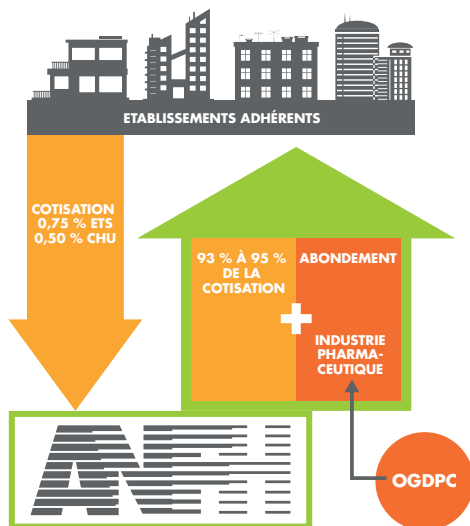 ETABLISSEMENTS ADHÉRENTS
COTISATION
0,75 % ETS
0,50 % CHU
93 % À 95 %
DE LA
COTISATION
+
ABONDEMENT
INDUSTRIE
PHARMA-
CEUTIQUE
ANFH
OGDPC